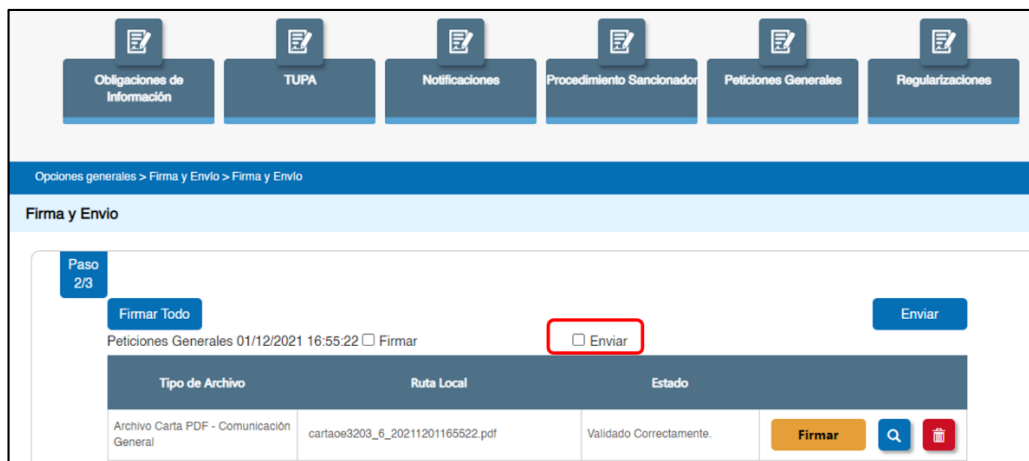 Obligaciones de
Información
TUPA
Notificaciones
Procedimiento Sancionador
Peticiones Generales
Regularizaciones
Opciones generales > Firma y Envío > Firma y Envío
Firma y Envio
Paso
2/3
Firmar Todo
Enviar
Peticiones Generales 01/12/2021 16:55:22 Firmar
Enviar
Tipo de Archivo Ruta Local Estado
Archivo Carta PDF - Comunicación
General
cartaoe3203_6_20211201165522.pdf
Validado Correctamente.
Firmar